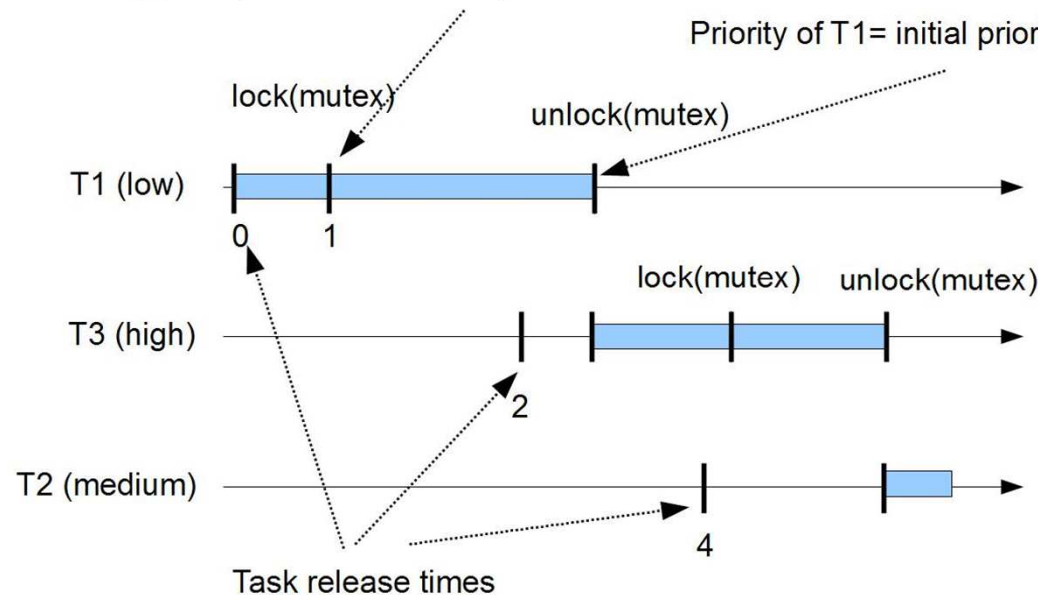 Priority of T1= initial prior
lock(mutex)
unlock(mutex)
T1 (low)
0
1
lock(mutex)
unlock(mutex)
T3 (high)
2
T2 (medium)
4
Task release times